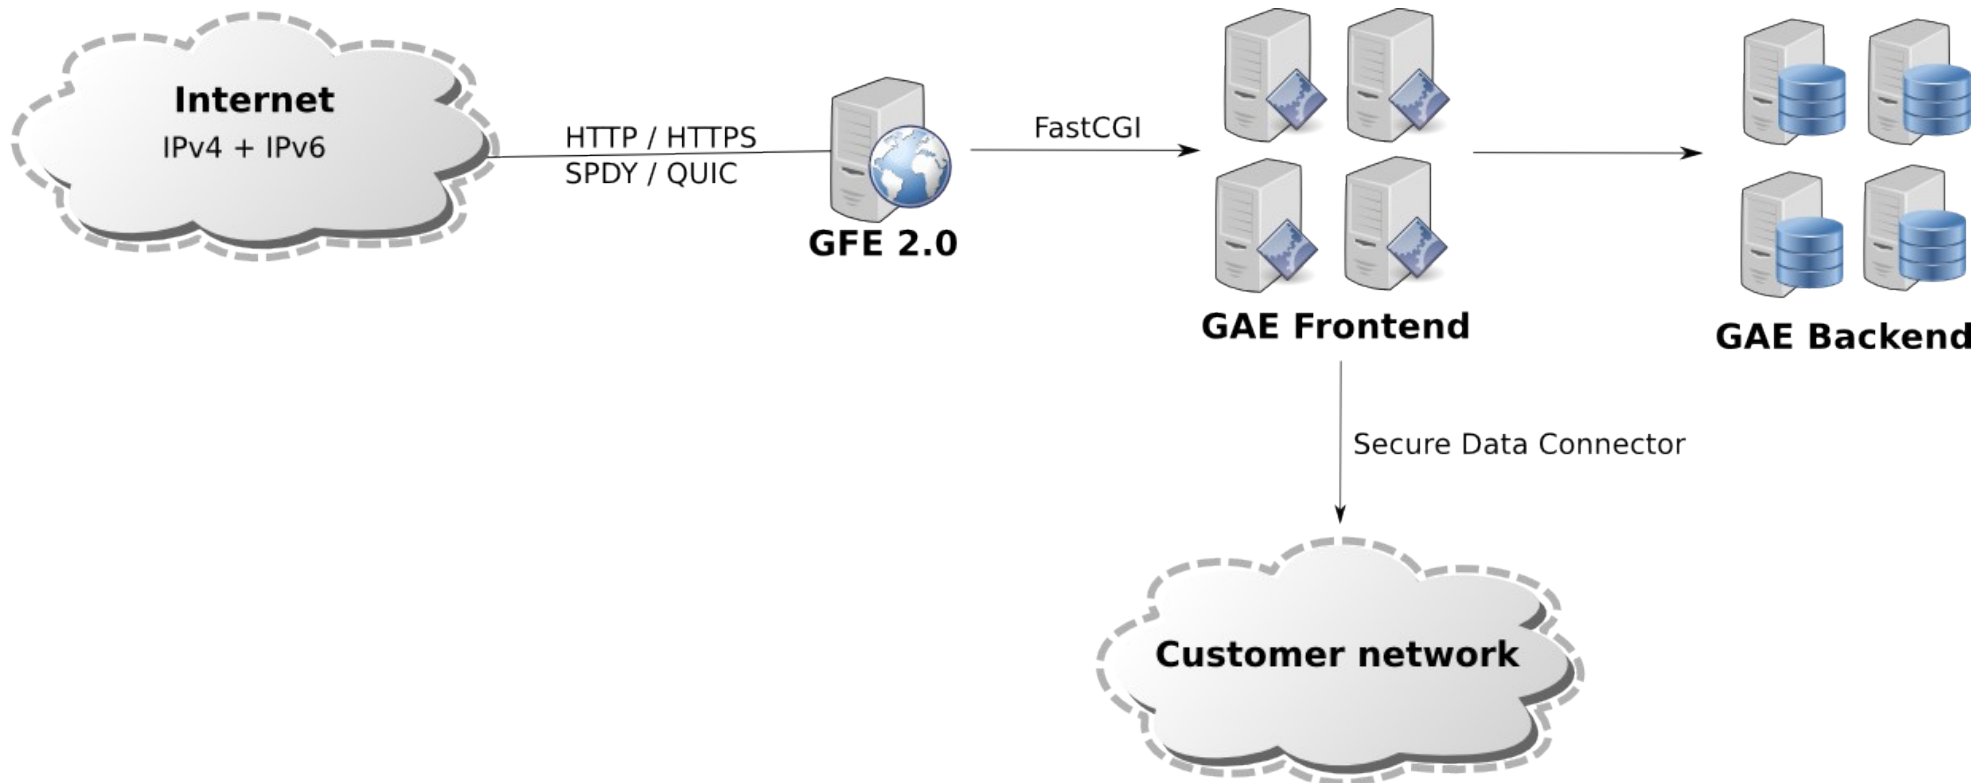 Internet
IPv4 + IPv6
HTTP / HTTPS
SPDY / QUIC
GFE 2.0
FastCGI
GAE Frontend
GAE Backend
Secure Data Connector
Customer network